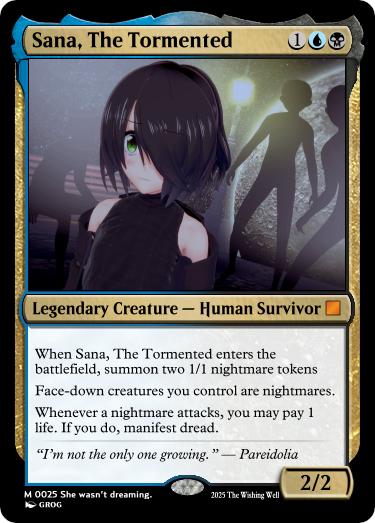 Sana, The Tormented 1
Legendary Creature — Human Survivor
When Sana, The Tormented enters the
battlefield, summon two 1/1 nightmare tokens
Face-down creatures you control are nightmares.
Whenever a nightmare attacks, you may pay 1
life. If you do, manifest dread.
“I’m not the only one growing.” — Pareidolia
2/2
M 0025 She wasn't dreaming.
GROG
2025 The Wishing Well